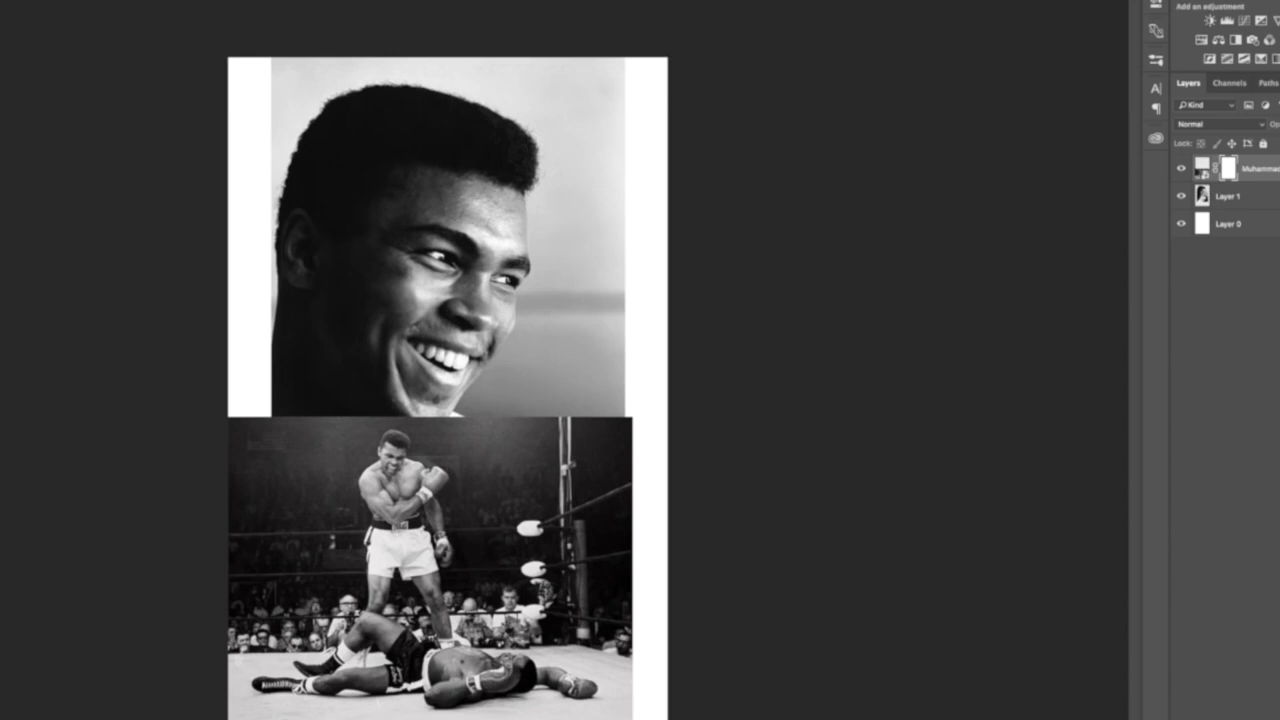 Add an adjustment
Layers Channels Paths
Kind
Normal
Lock:
Layer 1
Layer 0